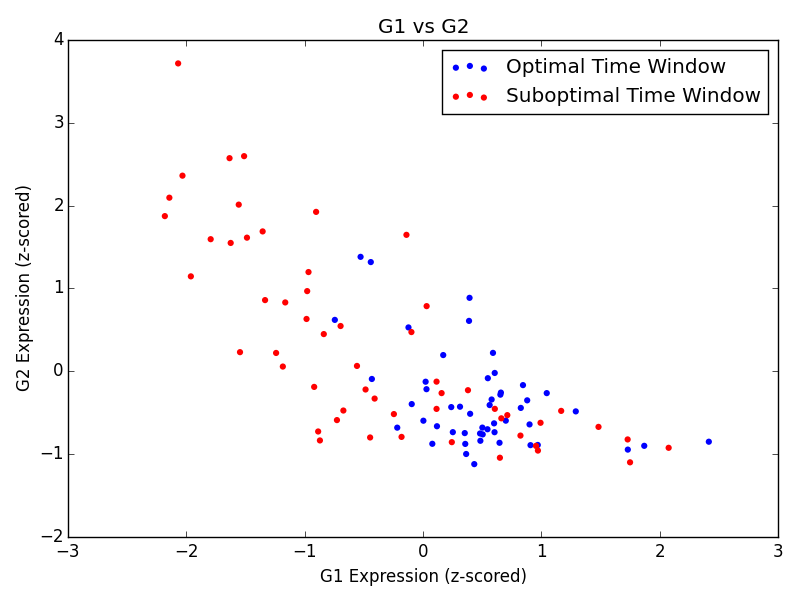 G1 vs G2
Optimal Time Window
Suboptimal Time Window
4
3
2
1
0
−1
−2
G2 Expression (z-scored)
−3
−2
−1
0
1
2
3
G1 Expression (z-scored)